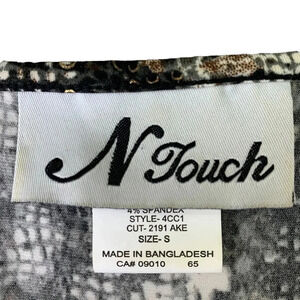 N Touch
4% SPANDEX
STYLE- 4CC1
CUT- 2191 AKE
SIZE- S
MADE IN BANGLADESH
CA# 09010 65